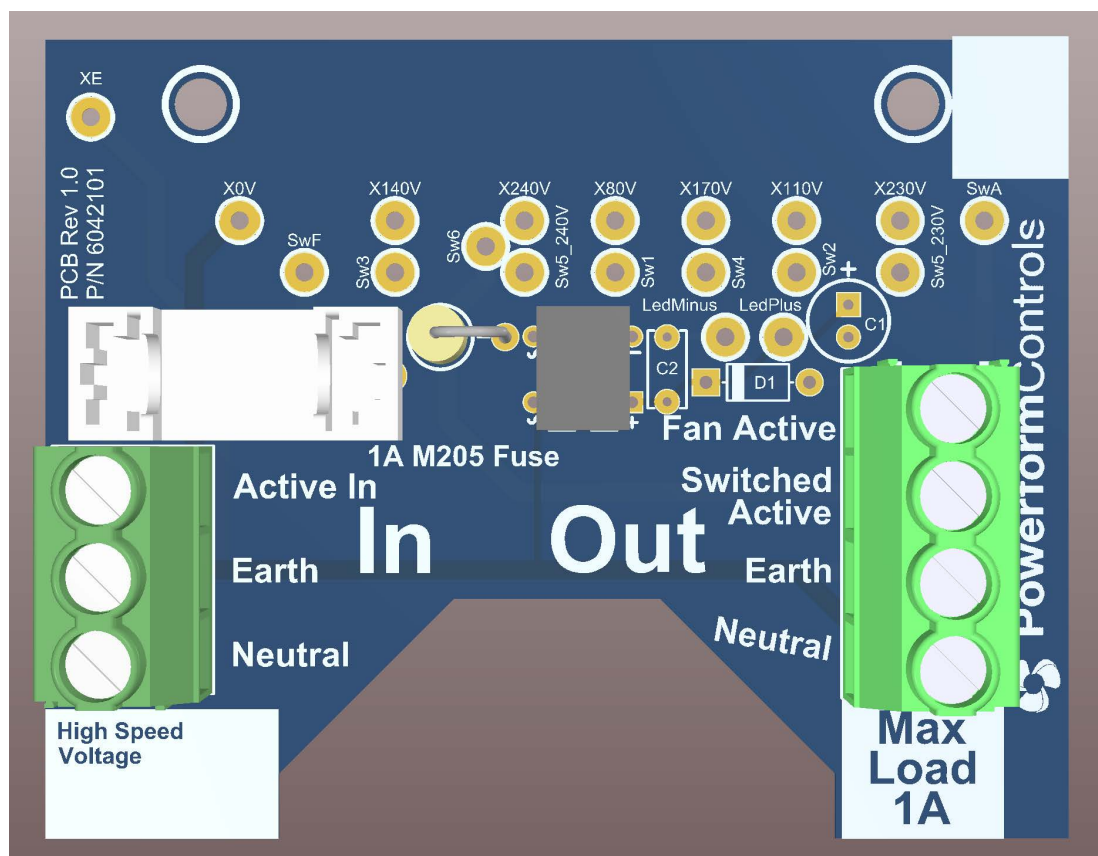 XE
PCB Rev 1.0
P/N 6042101
X0V
X140V
X240V
X80V
X170V
X110V
X230V
SwA
SwF
Sw3
Sw6
Sw5_240V
Sw1
Sw4
Sw2
Sw5_230V
LedMinus
LedPlus
+
C1
C2
D1
~
-
~
+
1A M205 Fuse
Fan Active
Active In
Switched
Active
In
Out
Earth
Earth
Neutral
Neutral
PowerformControls
High Speed
Voltage
Max
Load
1A